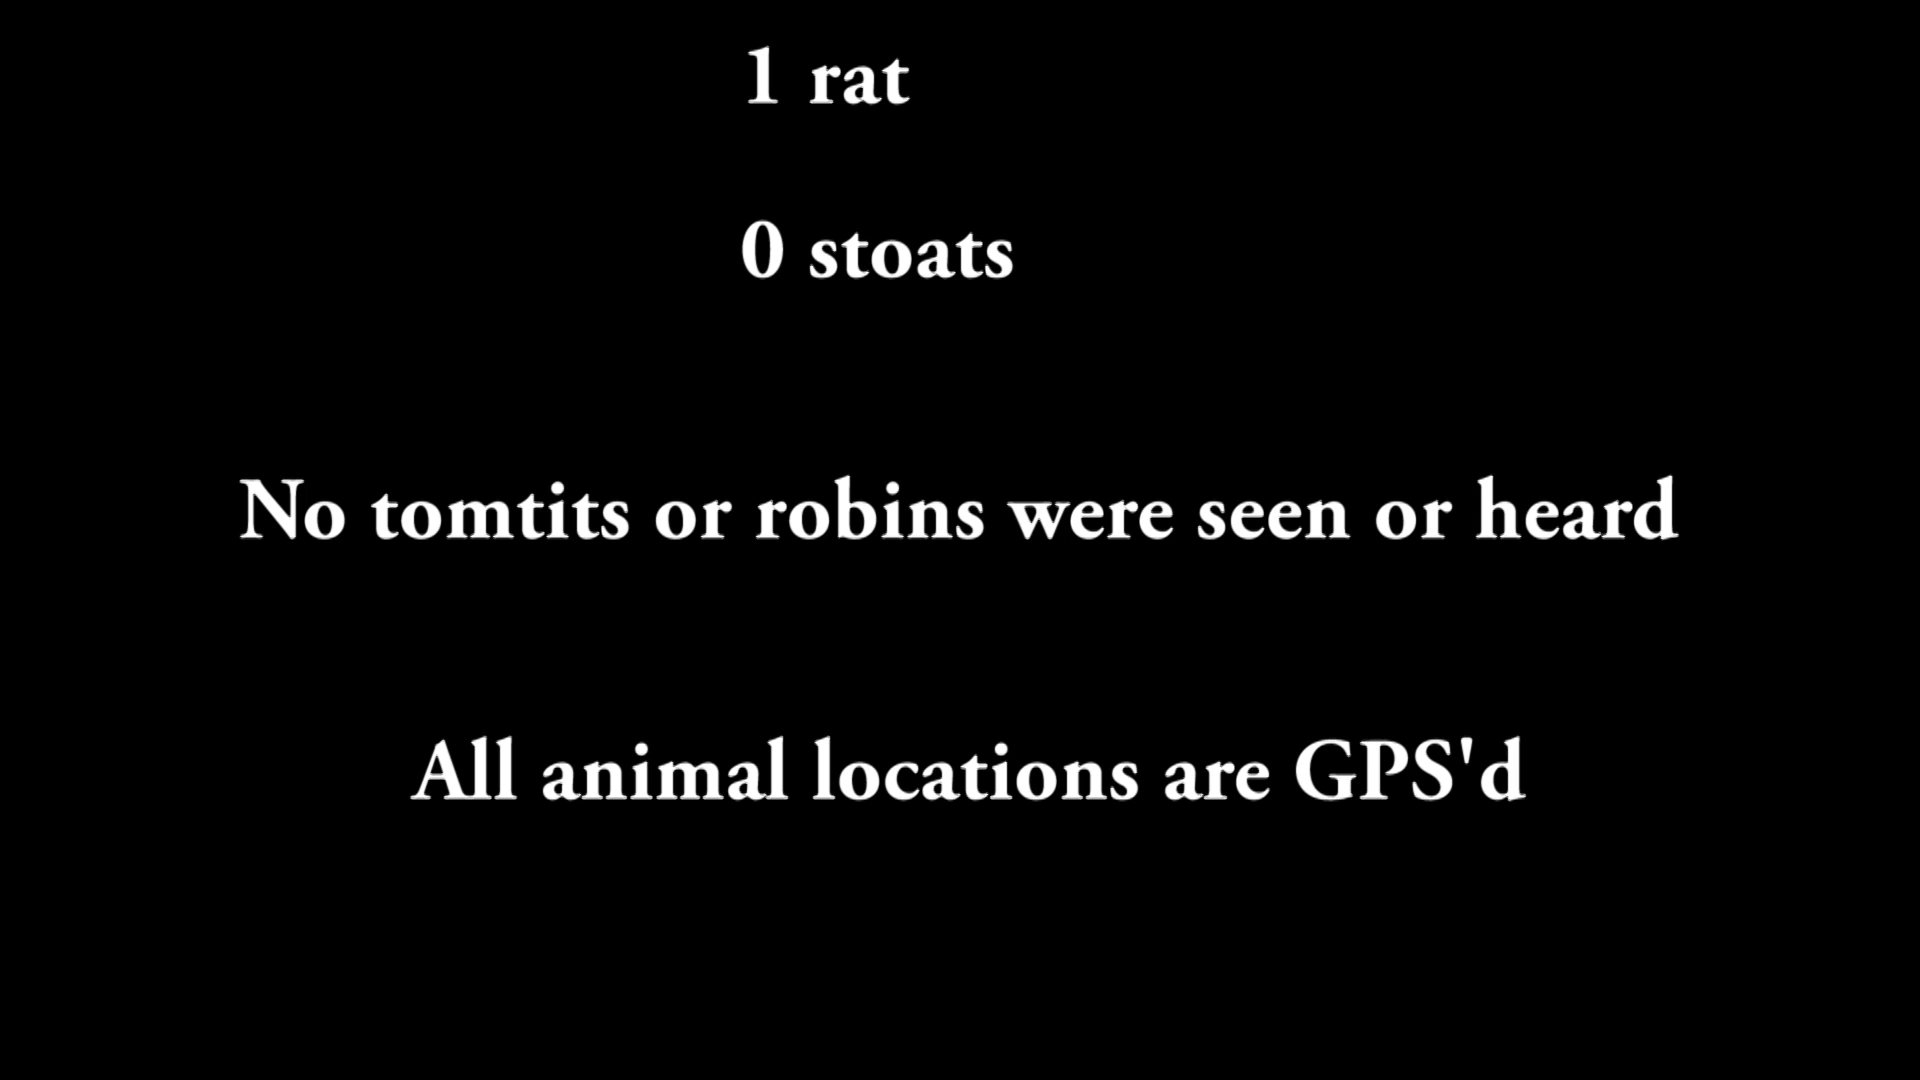 1 rat
0 stoats
No tomtits or robins were seen or heard
All animal locations are GPS'd